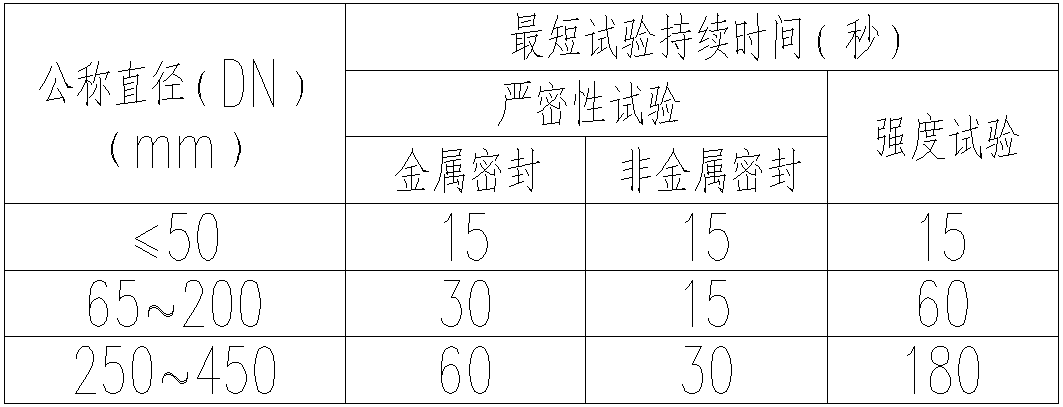 公称直径(DN)
(mm)
最短试验持续时间(秒)
严密性试验
强度试验
金属密封 非金属密封
≤50 15 15 15
65~200 30 15 60
250~450 60 30 180